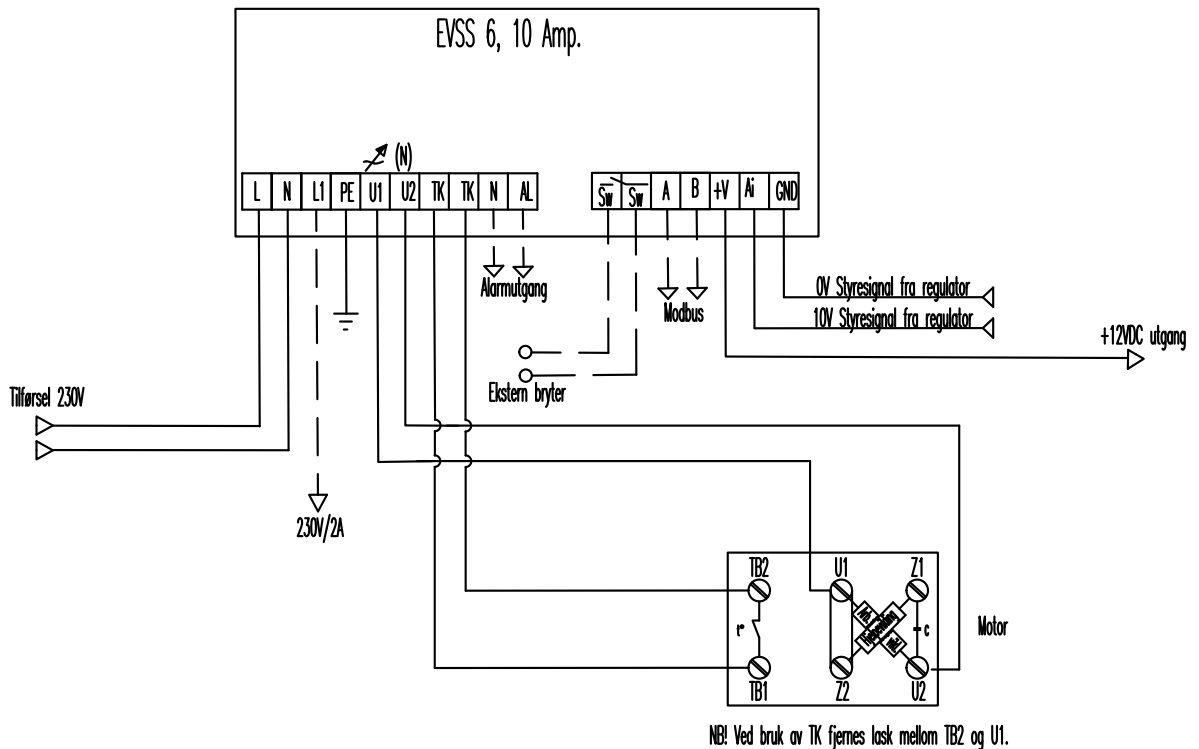 EVSS 6, 10 Amp.
(N)
L N L1 PE U1 U2 TK TK N AL
Sw Sw A B +V Ai GND
Alarmutgang
Modbus
0V Styresignal fra regulator
10V Styresignal fra regulator
+12VDC utgang
Ekstern bryter
Tilførsel 230V
230V/2A
TB2 U1 Z1
t° c
Motor
TB1 Z2 U2
NB! Ved bruk av TK fjernes lask mellom TB2 og U1.